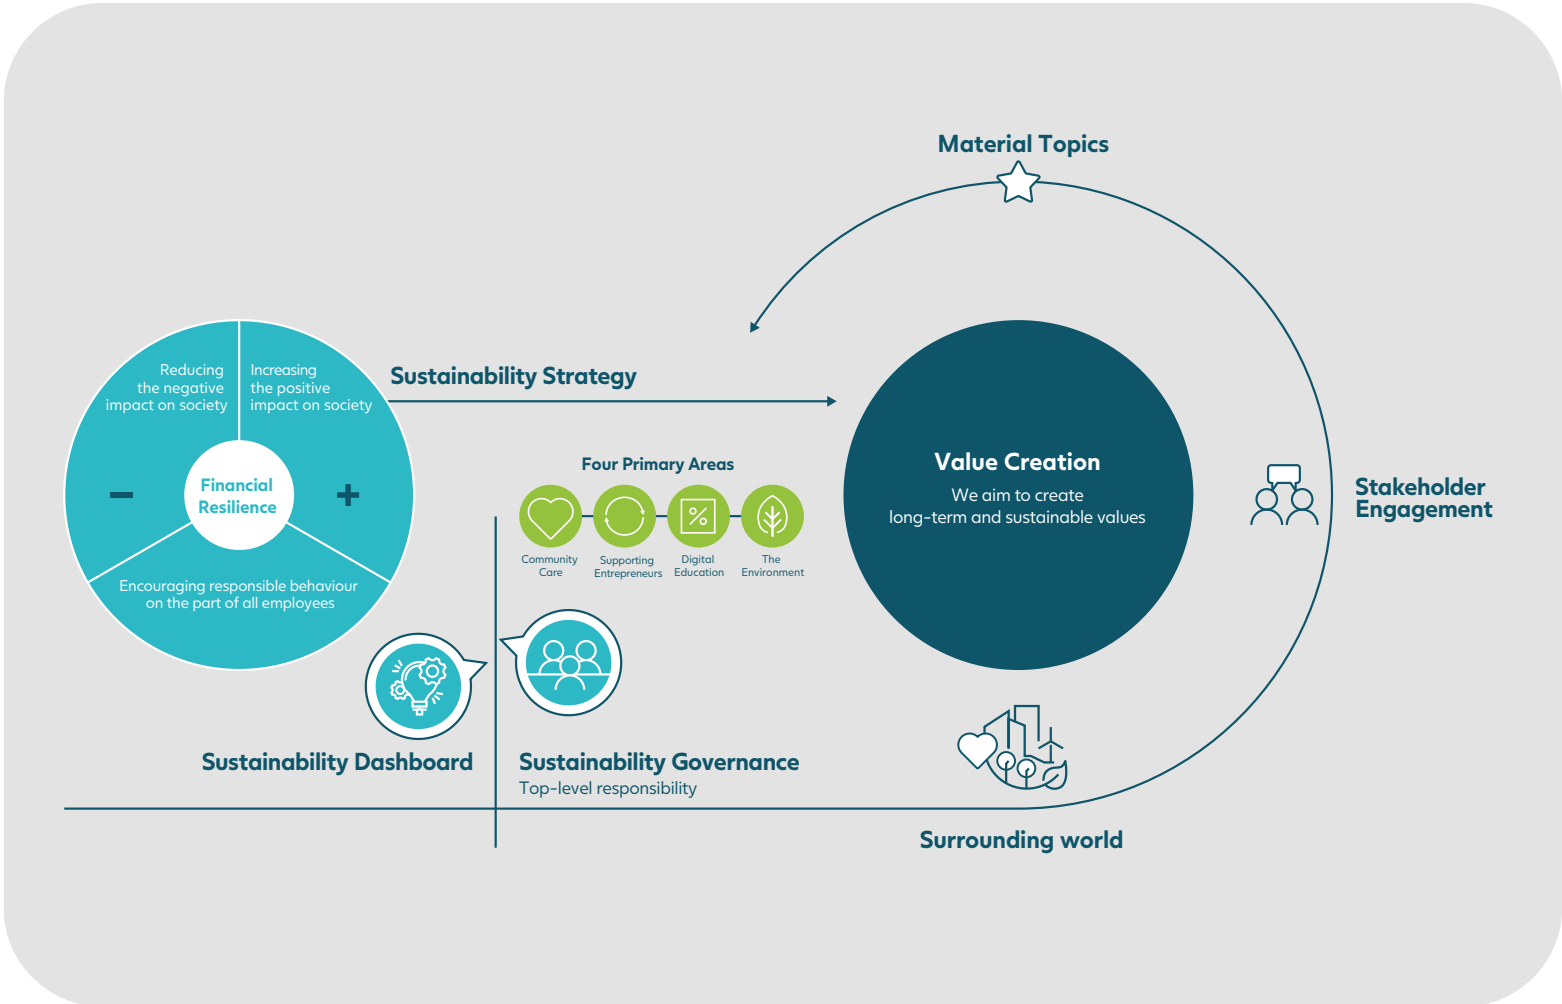 Material Topics
Reducing
the negative
impact on society
Increasing
the positive
impact on society
Financial
Resilience
Encouraging responsible behaviour
on the part of all employees
Sustainability Strategy
Four Primary Areas
Community
Care
Supporting
Entrepreneurs
Digital
Education
The
Environment
Value Creation
We aim to create
long-term and sustainable values
Stakeholder
Engagement
Sustainability Dashboard
Sustainability Governance
Top-level responsibility
Surrounding world